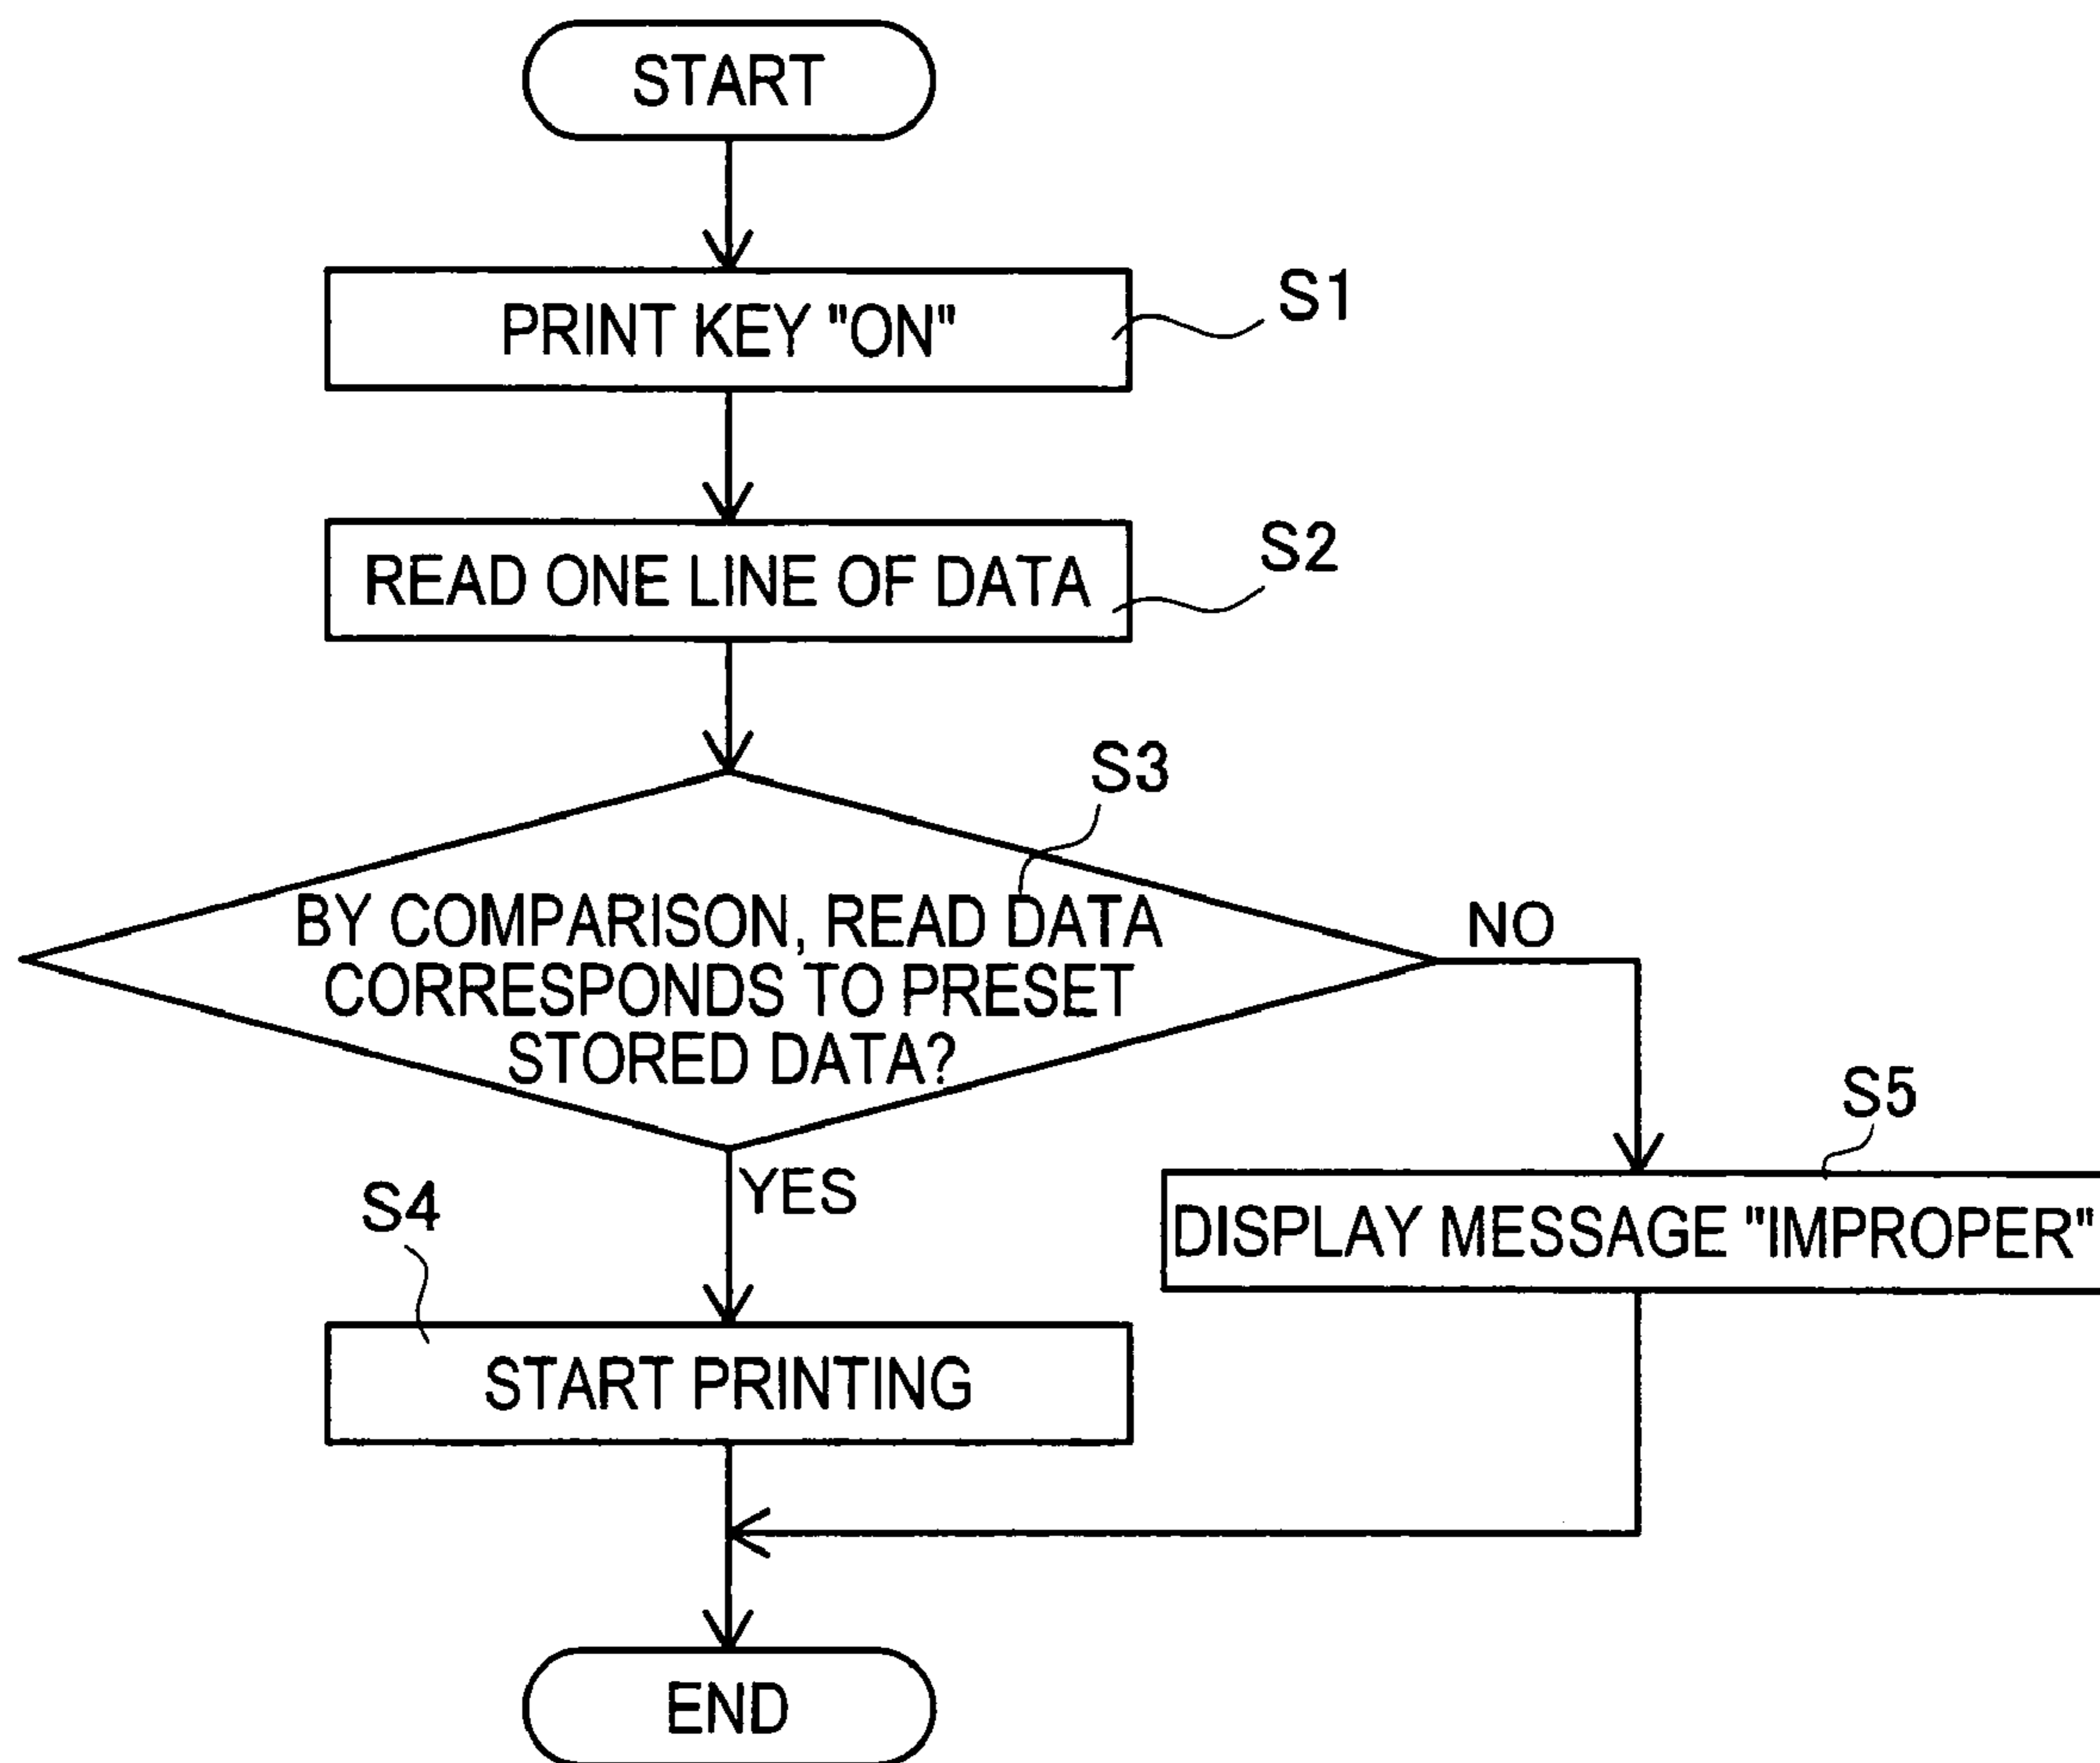 START
PRINT KEY "ON"
S1
READ ONE LINE OF DATA
S2
S3
BY COMPARISON, READ DATA
CORRESPONDS TO PRESET
STORED DATA?
NO
YES
S4
S5
DISPLAY MESSAGE "IMPROPER"
START PRINTING
END